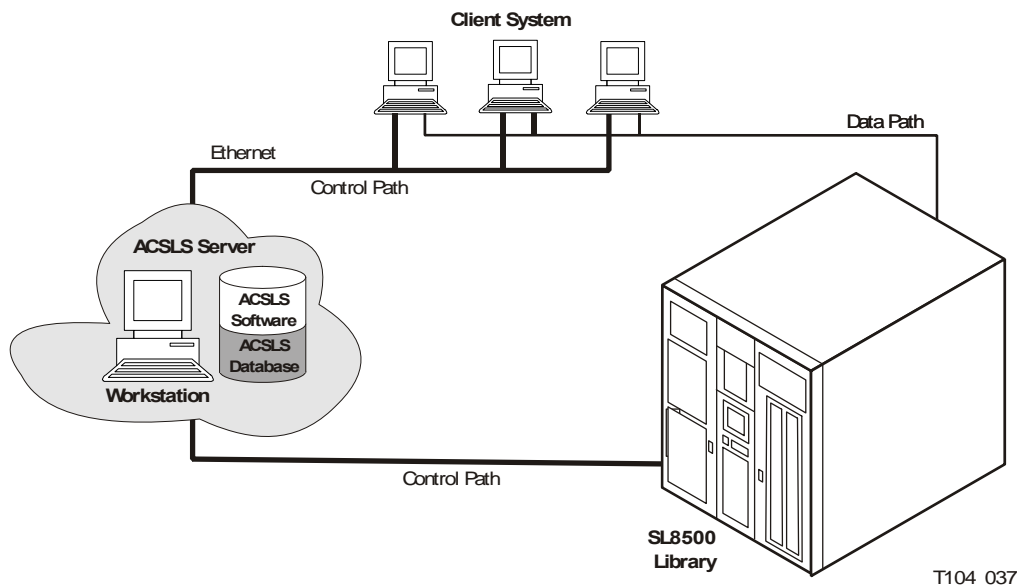 Client System
Data Path
Ethernet
Control Path
ACSLS Server
ACSLS
Software
ACSLS
Database
Workstation
Control Path
SL8500
Library
T104_037